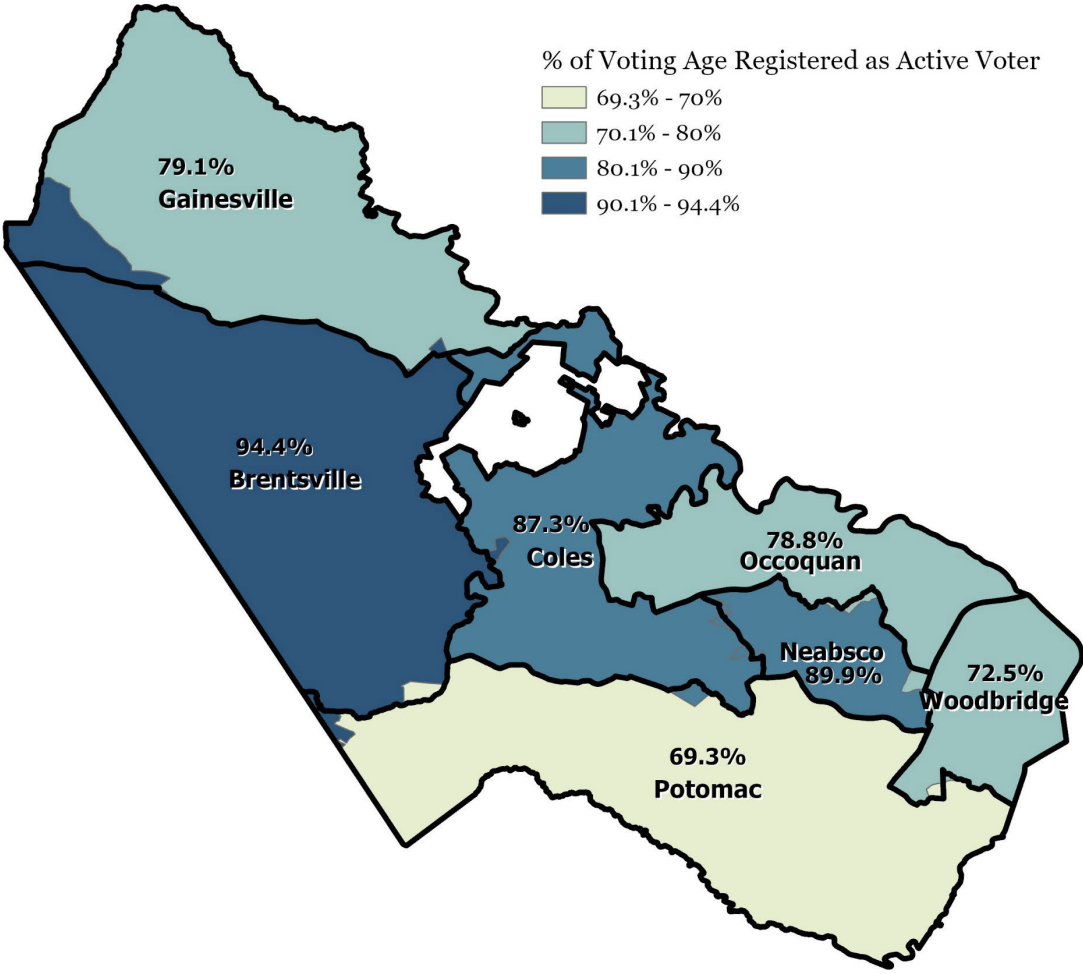 % of Voting Age Registered as Active Voter
69.3% - 70%
70.1% - 80%
80.1% - 90%
90.1% - 94.4%
79.1%
Gainesville
94.4%
Brentsville
87.3%
Coles
78.8%
Occoquan
Neabsco
89.9%
72.5%
Woodbridge
69.3%
Potomac